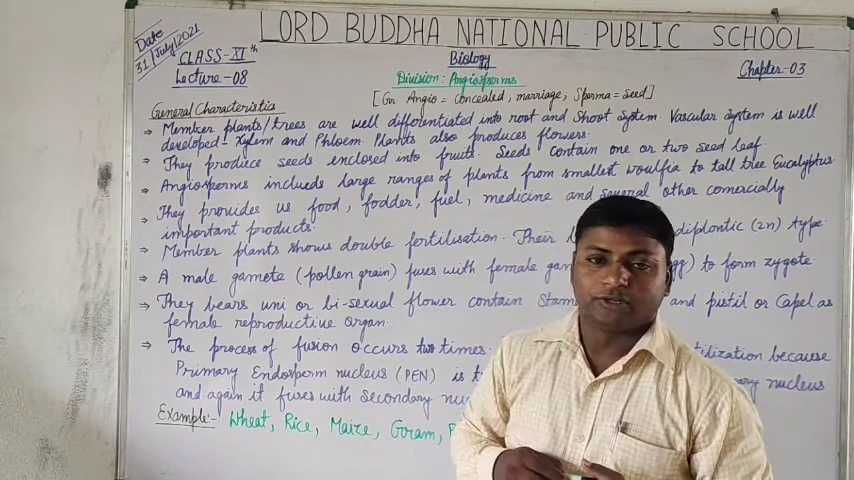 LORD BUDDHA NATIONAL PUBLIC SCHOOL
Date
31/July/2021
CLASS-XIth
Biology
Lecture-08
Division: Angiosperms
Chapter-03
[Gr. Angio = concealed, marriage; Sperma = seed]
General Characteristics
→ Member plants/trees are well differentiated into root and shoot system. Vascular system is well
developed! xylem and Phloem. Plants also produces flowers.
→ They produce seeds enclosed into fruits. Seeds contain one or two seed leaf.
→ Angiosperms includes large ranges of plants from smallest woulfia to tall tree Eucalyptus.
→ They provides us food, fodder, fuel, medicine and several other comercially
important products.
→ Member plants shows double fertilisation. Their diplontic (2n) type.
→ A male gamete (pollen grain) fuses with female to form zygote
→ They bears uni or bi-sexual flower contain and pistil or Capel as
female reproductive organ.
→ The process of fusion occurs two times. because
Primary Endosperm nucleus (PEN) is nucleus
and again it fuses with secondary
Example:- Wheat, Rice, Maize, Gram,